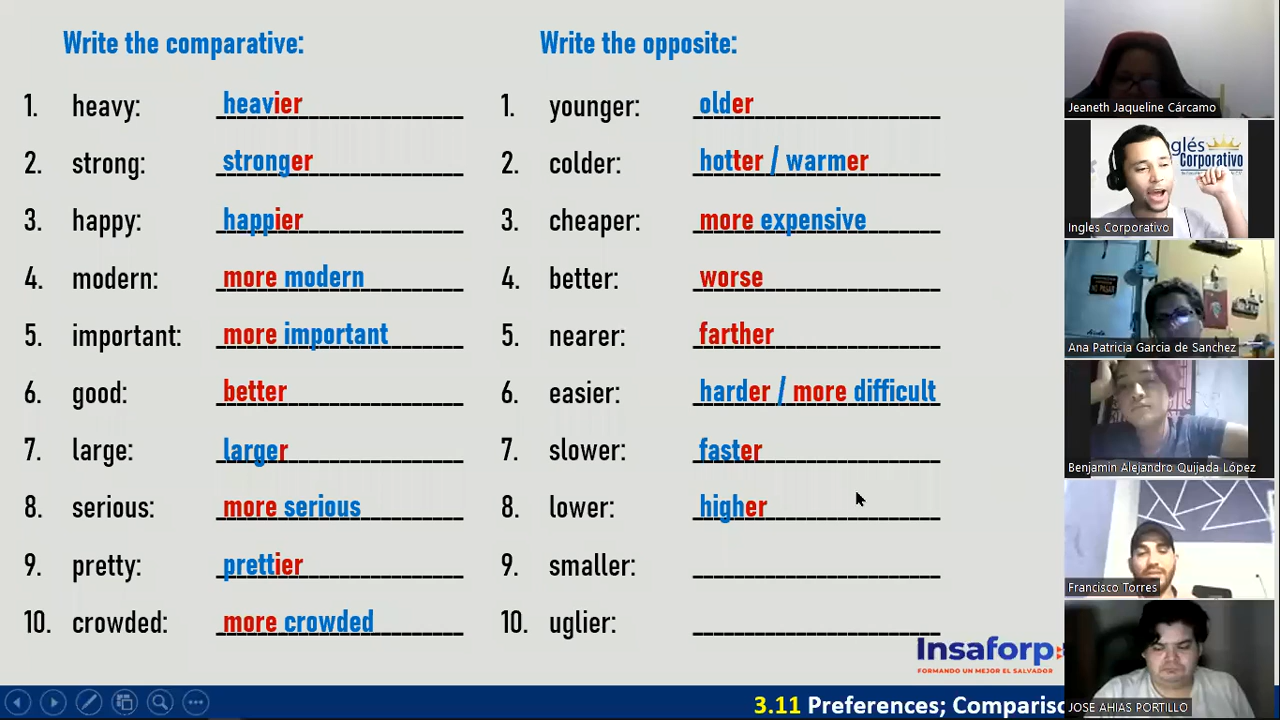 Write the comparative:
1. heavy: heavier
2. strong: stronger
3. happy: happier
4. modern: more modern
5. important: more important
6. good: better
7. large: larger
8. serious: more serious
9. pretty: prettier
10. crowded: more crowded
Write the opposite:
1. younger: older
2. colder: hotter / warmer
3. cheaper: more expensive
4. better: worse
5. nearer: farther
6. easier: harder / more difficult
7. slower: faster
8. lower: higher
9. smaller:
10. uglier:
Insaforp
FORMANDO UN MEJOR EL SALVADOR
3.11 Preferences; Compariso
Jeaneth Jaqueline Cárcamo
glés
Corporativo
Inglés Corporativo
NO PASAR
Ana Patricia Garcia de Sanchez
Benjamin Alejandro Quijada López
Francisco Torres
JOSE AHIAS PORTILLO